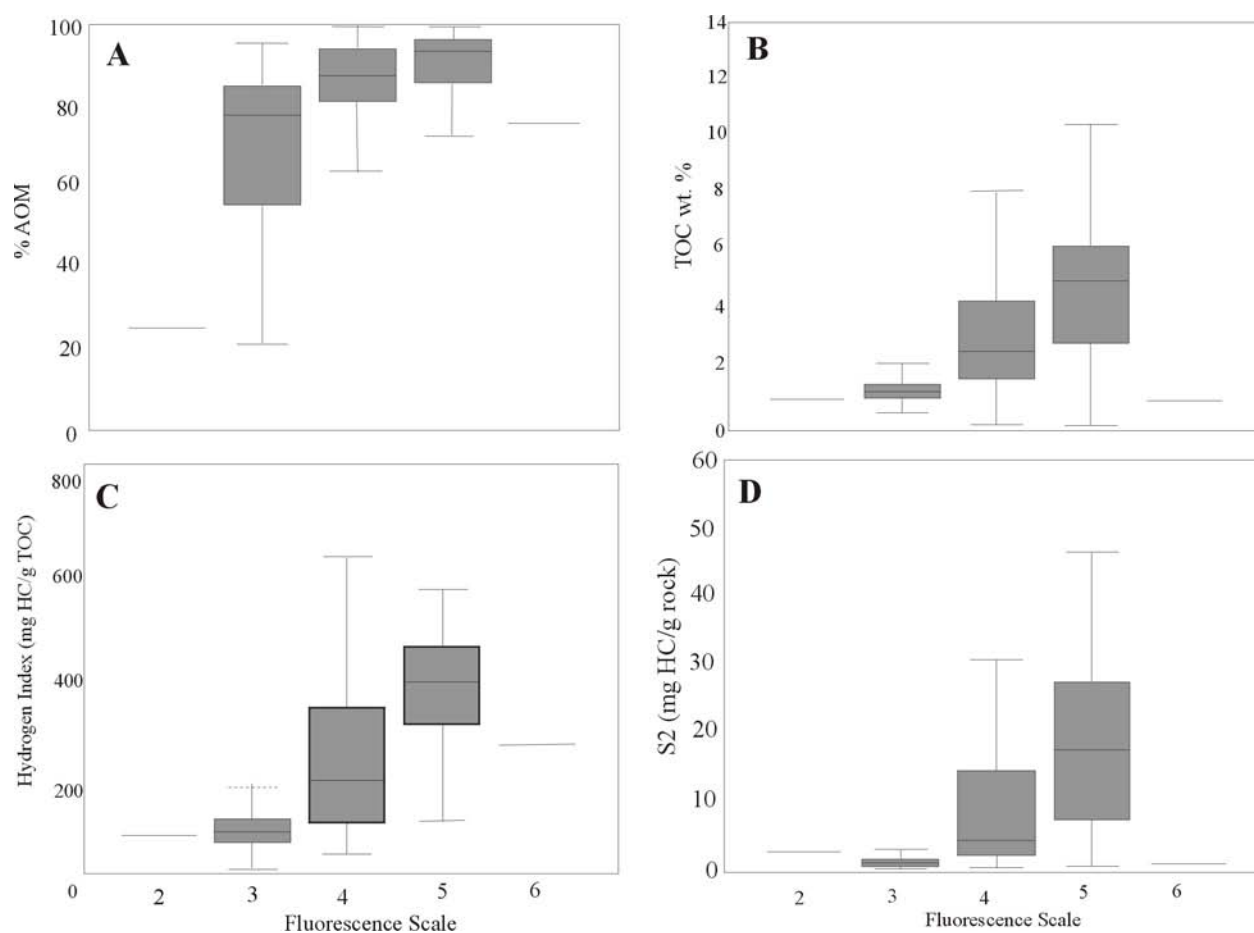 A
% AOM
100
80
60
40
20
0
B
TOC wt. %
14
12
10
8
6
4
2
0
C
Hydrogen Index (mg HC/g TOC)
800
600
400
200
0
2 3 4 5 6
Fluorescence Scale
D
S2 (mg HC/g rock)
60
50
40
30
20
10
0
2 3 4 5 6
Fluorescence Scale